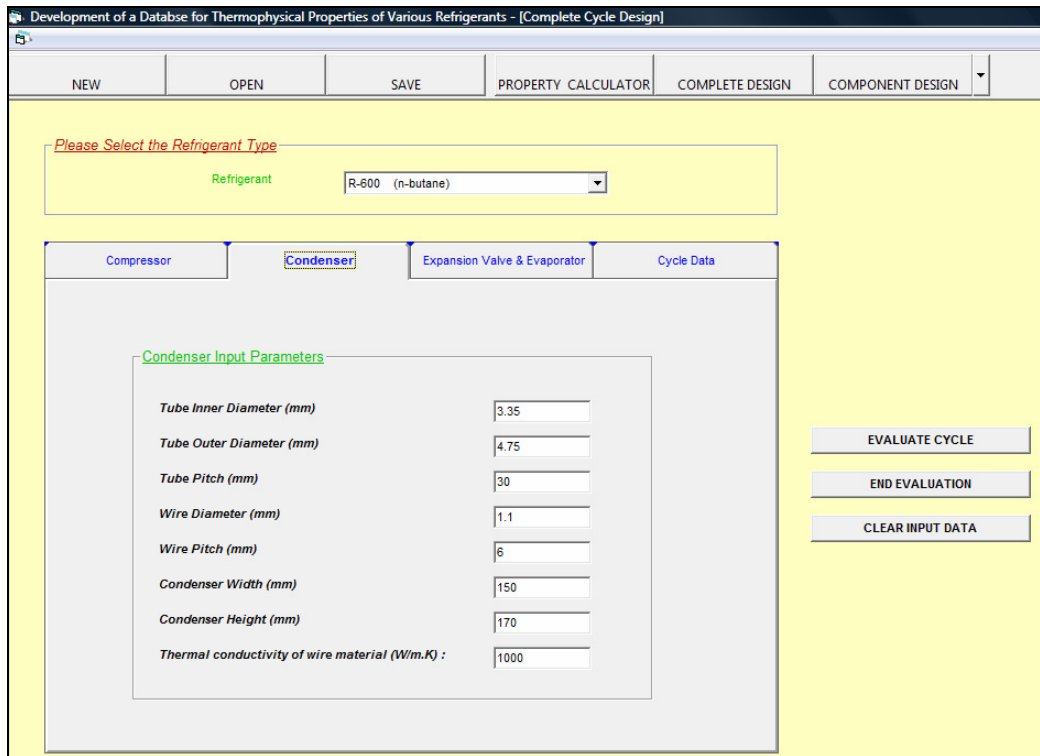 Development of a Databse for Thermophysical Properties of Various Refrigerants - [Complete Cycle Design]
NEW OPEN SAVE PROPERTY CALCULATOR COMPLETE DESIGN COMPONENT DESIGN
Please Select the Refrigerant Type
Refrigerant R-600 (n-butane)
Compressor Condenser Expansion Valve & Evaporator Cycle Data
Condenser Input Parameters
Tube Inner Diameter (mm) 3.35
Tube Outer Diameter (mm) 4.75
EVALUATE CYCLE
Tube Pitch (mm) 30
END EVALUATION
Wire Diameter (mm) 1.1
CLEAR INPUT DATA
Wire Pitch (mm) 6
Condenser Width (mm) 150
Condenser Height (mm) 170
Thermal conductivity of wire material (W/m.K) : 1000